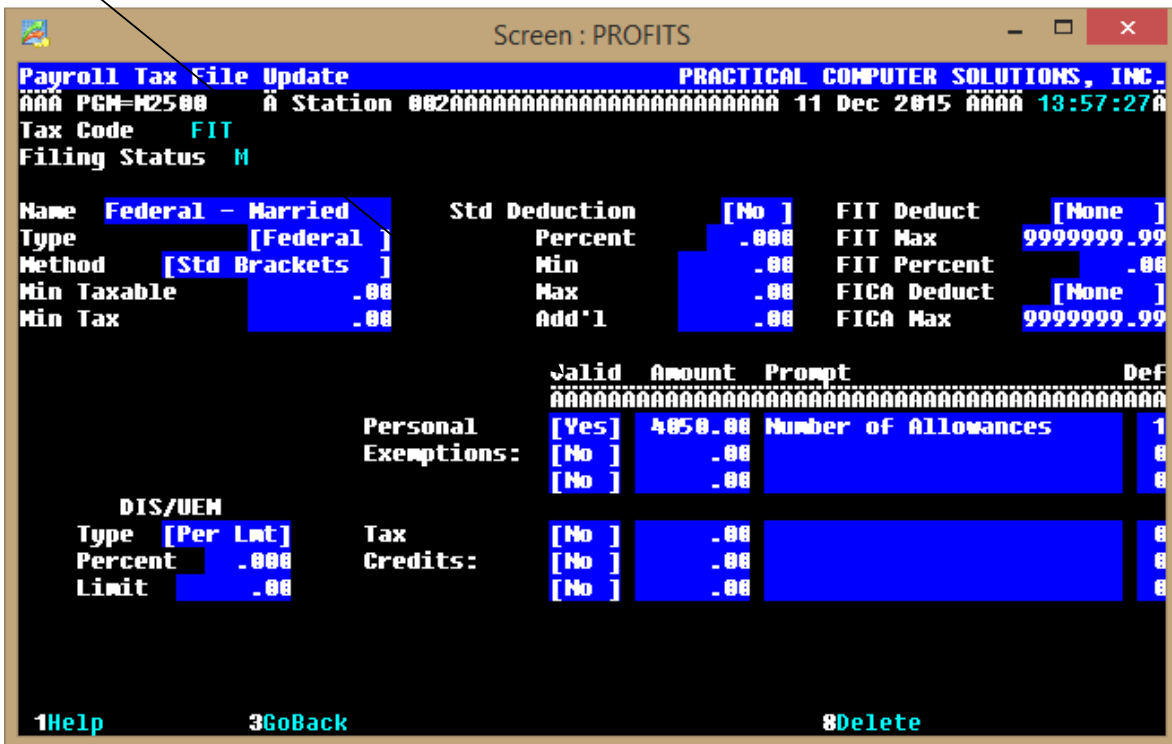 Screen : PROFITS
Payroll Tax File Update PRACTICAL COMPUTER SOLUTIONS, INC.
ÄÄÄ PGM=M2500 Ä Station 002ÄÄÄÄÄÄÄÄÄÄÄÄÄÄÄÄÄÄÄÄÄÄÄ 11 Dec 2015 ÄÄÄÄ 13:57:27Ä
Tax Code FIT
Filing Status M
Name Federal - Married Std Deduction [No ] FIT Deduct [None ]
Type [Federal ] Percent .000 FIT Max 9999999.99
Method [Std Brackets ] Min .00 FIT Percent .00
Min Taxable .00 Max .00 FICA Deduct [None ]
Min Tax .00 Add'l .00 FICA Max 9999999.99
Valid Amount Prompt Def
ÄÄÄÄÄÄÄÄÄÄÄÄÄÄÄÄÄÄÄÄÄÄÄÄÄÄÄÄÄÄÄÄÄÄÄÄÄÄÄÄÄÄÄ
Personal [Yes] 4050.00 Number of Allowances 1
Exemptions: [No ] .00 0
[No ] .00 0
DIS/UEM
Type [Per Lmt] Tax [No ] .00 0
Percent .000 Credits: [No ] .00 0
Limit .00 [No ] .00 0
1Help 3GoBack 8Delete